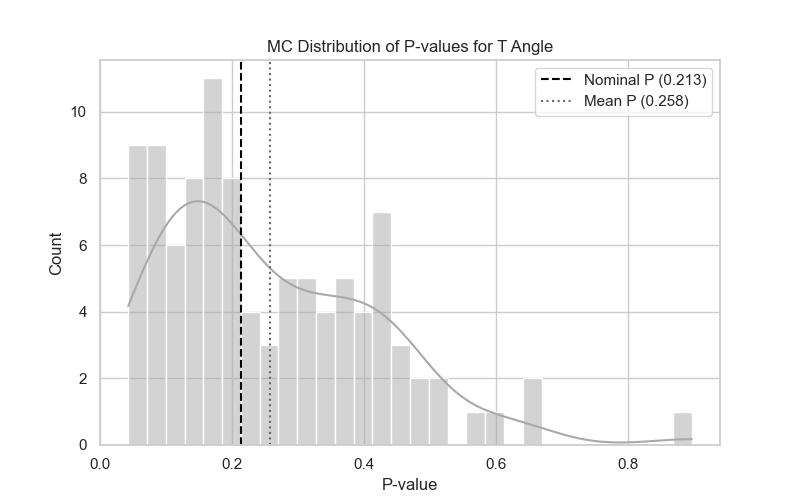 MC Distribution of P-values for T Angle
Nominal P (0.213)
Mean P (0.258)
Count
10
8
6
4
2
0
0.0 0.2 0.4 0.6 0.8
P-value